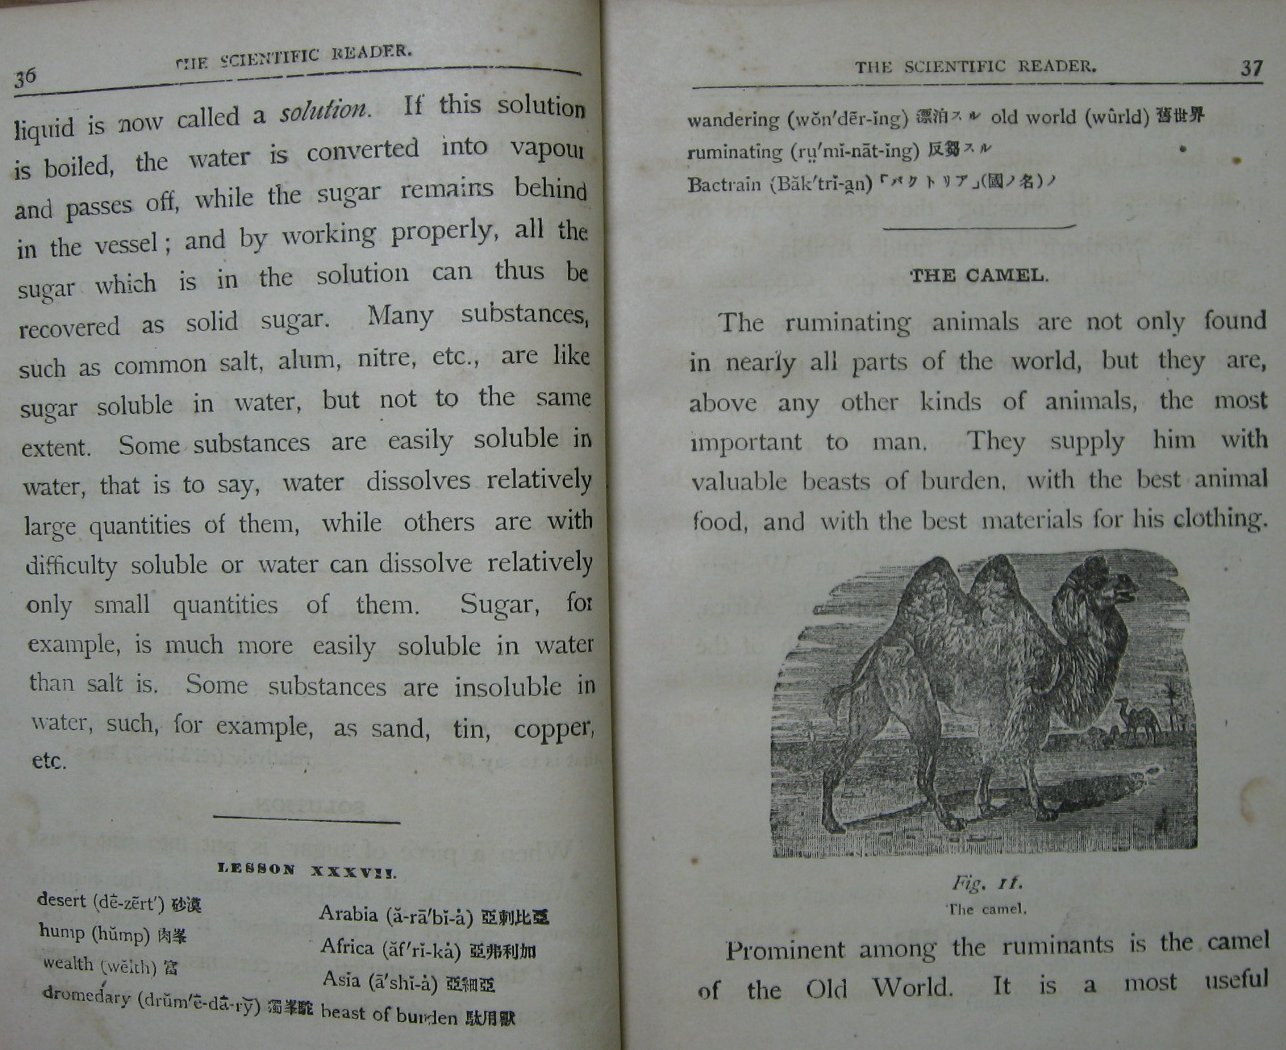 36
THE SCIENTIFIC READER.
liquid is now called a solution. If this solution
is boiled, the water is converted into vapour
and passes off, while the sugar remains behind
in the vessel; and by working properly, all the
sugar which is in the solution can thus be
recovered as solid sugar. Many substances,
such as common salt, alum, nitre, etc., are like
sugar soluble in water, but not to the same
extent. Some substances are easily soluble in
water, that is to say, water dissolves relatively
large quantities of them, while others are with
difficulty soluble or water can dissolve relatively
only small quantities of them. Sugar, for
example, is much more easily soluble in water
than salt is. Some substances are insoluble in
water, such, for example, as sand, tin, copper,
etc.
LESSON XXXVII.
desert (dĕ-zẽrt′) 砂漠
hump (hŭmp) 肉峯
wealth (wĕlth) 富
dromedary (drŭm′ĕ-dā-ry̆) 獨峯駝
Arabia (ă-rā′bĭ-ȧ) 亞剌比亞
Africa (ăf′rĭ-kȧ) 亞弗利加
Asia (ā′shĭ-ȧ) 亞細亞
beast of burden 駄用獸
THE SCIENTIFIC READER.
37
wandering (wŏn′dẽr-ĭng) 漂泊スル old world (wûrld) 舊世界
ruminating (rṳ′mĭ-nāt-ĭng) 反芻スル
Bactrain (Băk′trĭ-a̤n)「バクトリア」(國ノ名)ノ
THE CAMEL.
The ruminating animals are not only found
in nearly all parts of the world, but they are,
above any other kinds of animals, the most
important to man. They supply him with
valuable beasts of burden, with the best animal
food, and with the best materials for his clothing.
Fig. 11.
The camel.
Prominent among the ruminants is the camel
of the Old World. It is a most useful